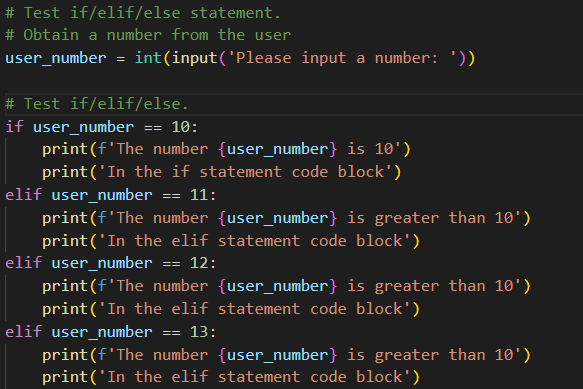 # Test if/elif/else statement.
# Obtain a number from the user
user_number = int(input('Please input a number: '))
# Test if/elif/else.
if user_number == 10:
    print(f'The number {user_number} is 10')
    print('In the if statement code block')
elif user_number == 11:
    print(f'The number {user_number} is greater than 10')
    print('In the elif statement code block')
elif user_number == 12:
    print(f'The number {user_number} is greater than 10')
    print('In the elif statement code block')
elif user_number == 13:
    print(f'The number {user_number} is greater than 10')
    print('In the elif statement code block')